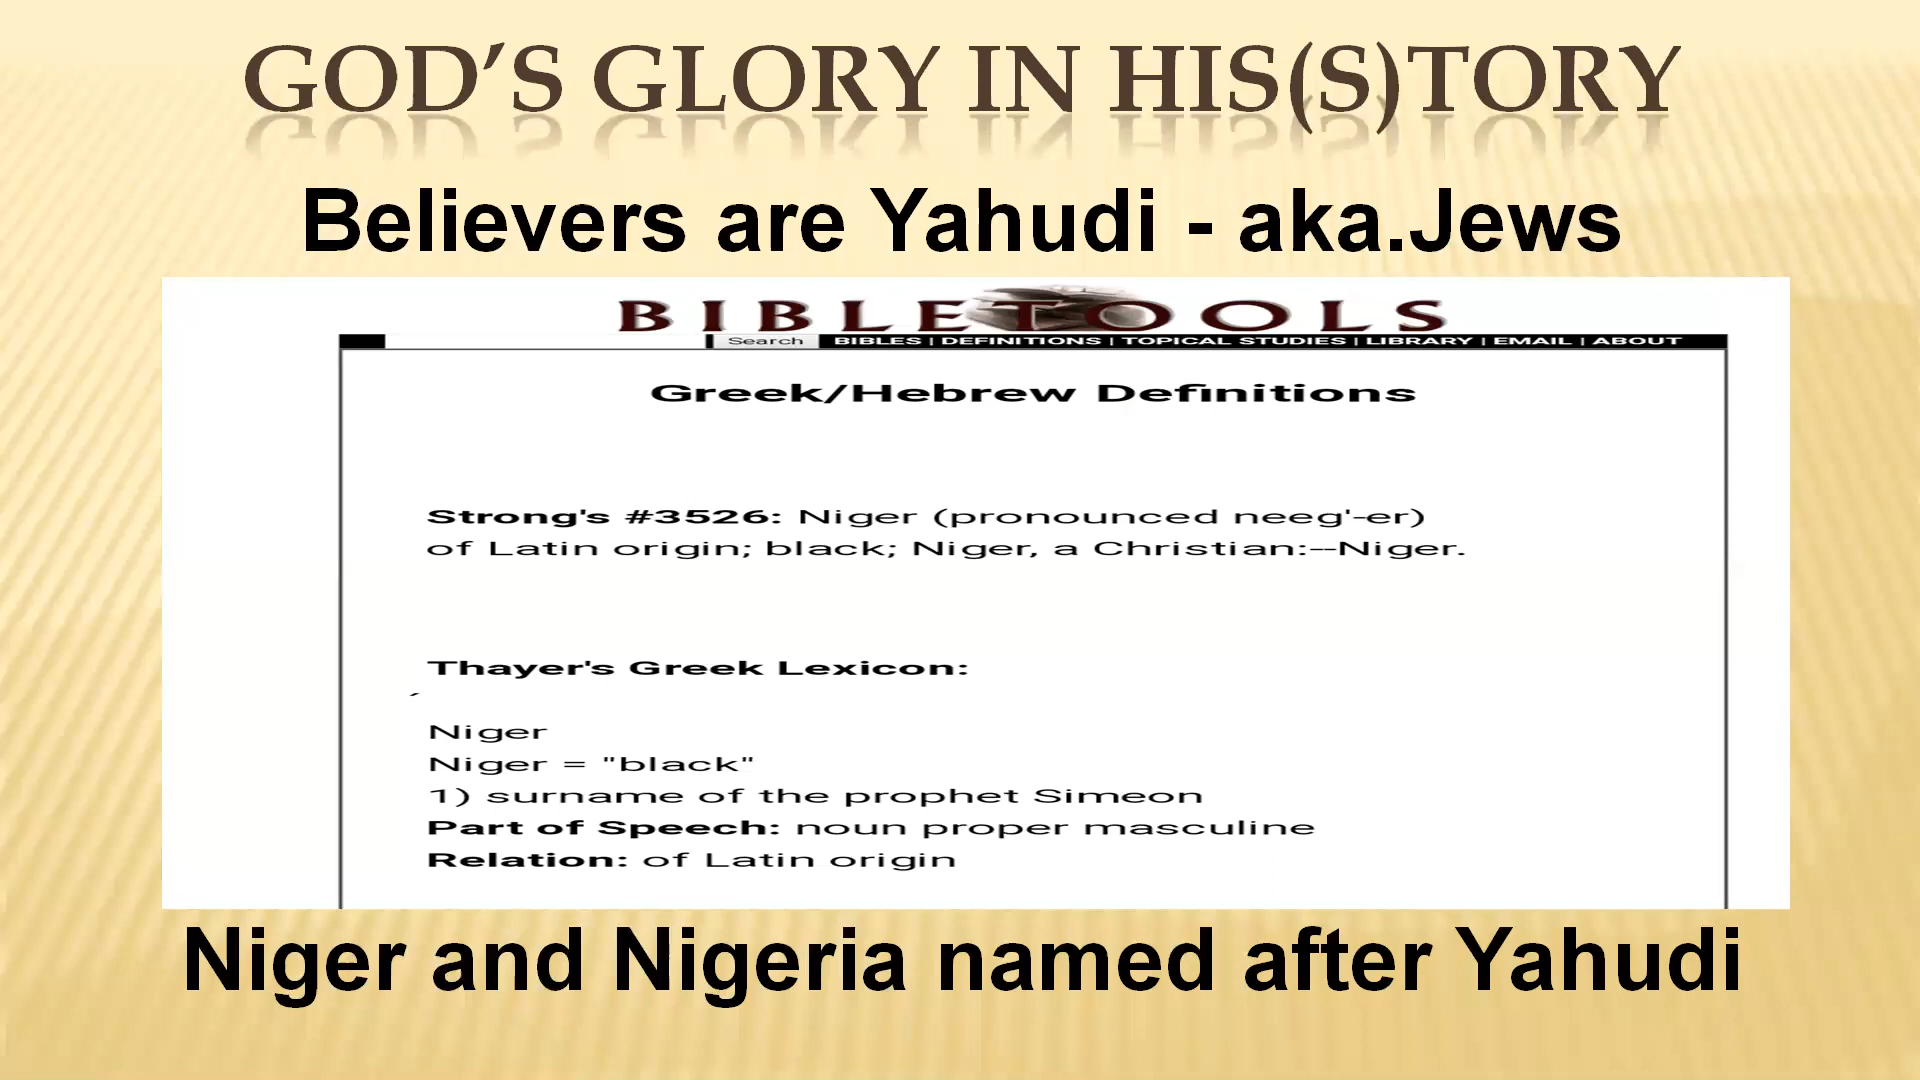 GOD’S GLORY IN HIS(S)TORY
Believers are Yahudi - aka.Jews
BIBLETOOLS
Search BIBLES | DEFINITIONS | TOPICAL STUDIES | LIBRARY | EMAIL | ABOUT
Greek/Hebrew Definitions
Strong's #3526: Niger (pronounced neeg'-er)
of Latin origin; black; Niger, a Christian:--Niger.
Thayer's Greek Lexicon:
Niger
Niger = "black"
1) surname of the prophet Simeon
Part of Speech: noun proper masculine
Relation: of Latin origin
Niger and Nigeria named after Yahudi